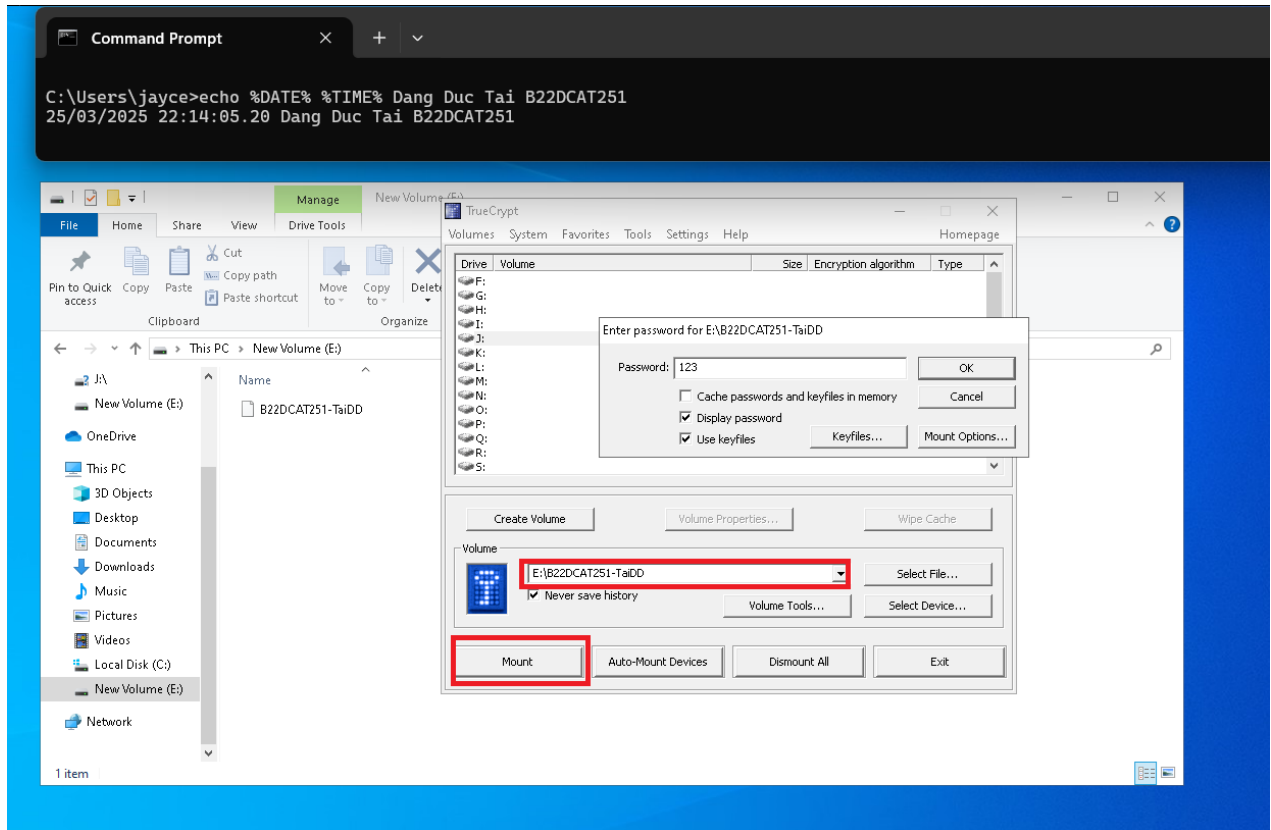 Command Prompt
C:\Users\jayce>echo %DATE% %TIME% Dang Duc Tai B22DCAT251
25/03/2025 22:14:05.20 Dang Duc Tai B22DCAT251
Manage
New Volume (E:)
File Home Share View Drive Tools
Pin to Quick access
Copy
Paste
Cut
Copy path
Paste shortcut
Clipboard
Move to
Copy to
Delete
Organize
This PC > New Volume (E:)
J:\
New Volume (E:)
OneDrive
This PC
3D Objects
Desktop
Documents
Downloads
Music
Pictures
Videos
Local Disk (C:)
New Volume (E:)
Network
1 item
Name
B22DCAT251-TaiDD
TrueCrypt
Volumes System Favorites Tools Settings Help Homepage
Drive Volume Size Encryption algorithm Type
F:
G:
H:
I:
J:
K:
L:
M:
N:
O:
P:
Q:
R:
S:
Enter password for E:\B22DCAT251-TaiDD
Password: 123 OK
Cache passwords and keyfiles in memory Cancel
Display password
Use keyfiles Keyfiles... Mount Options...
Create Volume Volume Properties... Wipe Cache
Volume
E:\B22DCAT251-TaiDD Select File...
Never save history Volume Tools... Select Device...
Mount Auto-Mount Devices Dismount All Exit